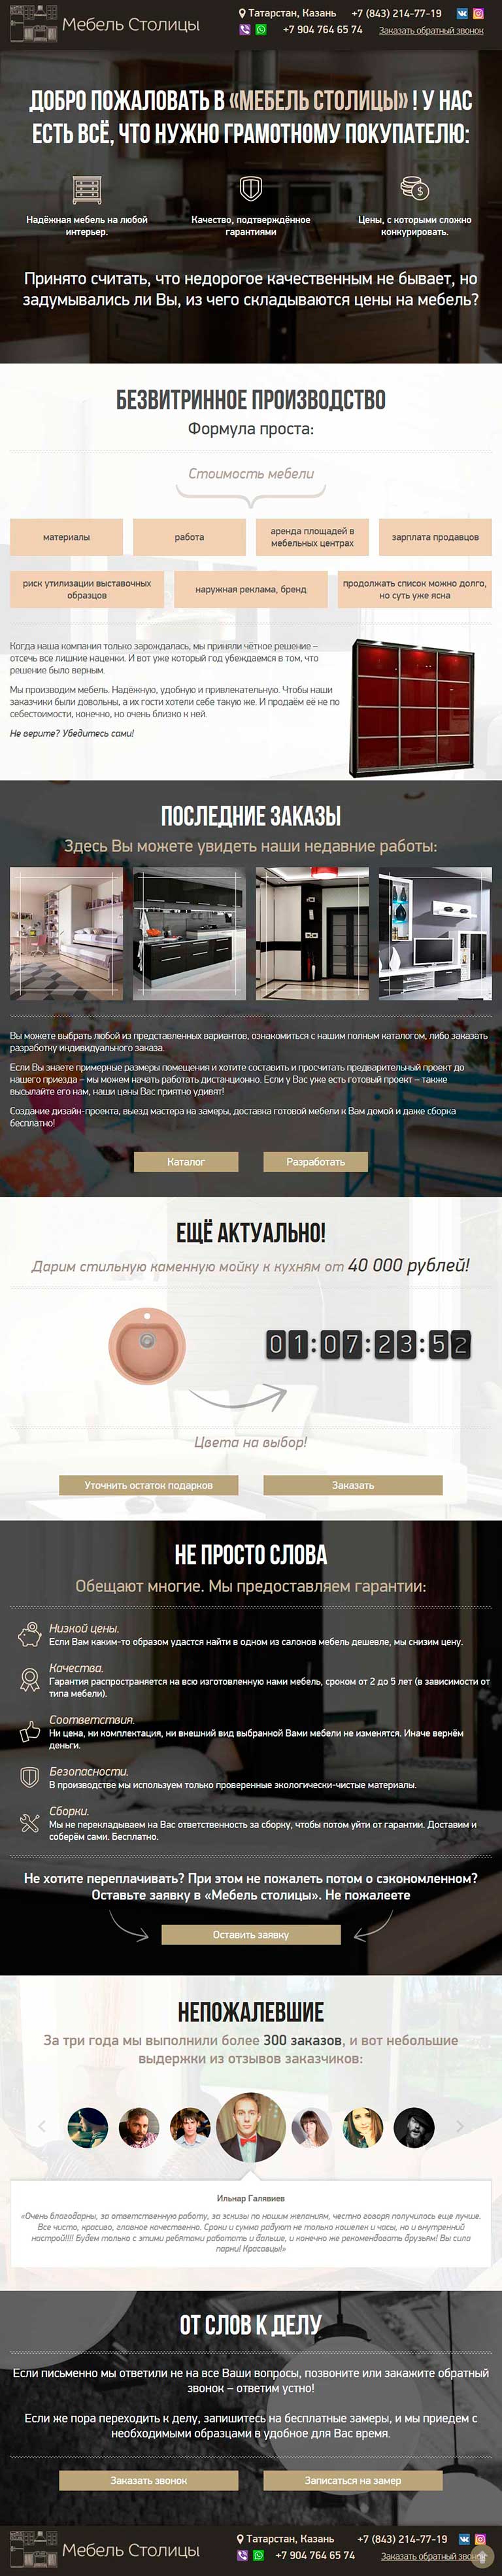 Мебель Столицы
Татарстан, Казань +7 (843) 214-77-19
+7 904 764 65 74 Заказать обратный звонок
ДОБРО ПОЖАЛОВАТЬ В «МЕБЕЛЬ СТОЛИЦЫ» ! У НАС
ЕСТЬ ВСЁ, ЧТО НУЖНО ГРАМОТНОМУ ПОКУПАТЕЛЮ:
Надёжная мебель на любой
интерьер.
Качество, подтверждённое
гарантиями
Цены, с которыми сложно
конкурировать.
Принято считать, что недорогое качественным не бывает, но
задумывались ли Вы, из чего складываются цены на мебель?
БЕЗВИТРИННОЕ ПРОИЗВОДСТВО
Формула проста:
Стоимость мебели
материалы
работа
аренда площадей в
мебельных центрах
зарплата продавцов
риск утилизации выставочных
образцов
наружная реклама, бренд
продолжать список можно долго,
но суть уже ясна
Когда наша компания только зарождалась, мы приняли чёткое решение –
отсечь все лишние наценки. И вот уже который год убеждаемся в том, что
решение было верным.
Мы производим мебель. Надёжную, удобную и привлекательную. Чтобы наши
заказчики были довольны, а их гости хотели себе такую же. И продаём её не по
себестоимости, конечно, но очень близко к ней.
Не верите? Убедитесь сами!
ПОСЛЕДНИЕ ЗАКАЗЫ
Здесь Вы можете увидеть наши недавние работы:
Вы можете выбрать любой из представленных вариантов, ознакомиться с нашим полным каталогом, либо заказать
разработку индивидуального заказа.
Если Вы знаете примерные размеры помещения и хотите составить и просчитать предварительный проект до
нашего приезда – мы можем начать работать дистанционно. Если у Вас уже есть готовый проект – также
высылайте его нам, наши цены Вас приятно удивят!
Создание дизайн-проекта, выезд мастера на замеры, доставка готовой мебели к Вам домой и даже сборка
бесплатно!
Каталог
Разработать
ЕЩЁ АКТУАЛЬНО!
Дарим стильную каменную мойку к кухням от 40 000 рублей!
01:07:23:52
Цвета на выбор!
Уточнить остаток подарков
Заказать
НЕ ПРОСТО СЛОВА
Обещают многие. Мы предоставляем гарантии:
Низкой цены.
Если Вам каким-то образом удастся найти в одном из салонов мебель дешевле, мы снизим цену.
Качества.
Гарантия распространяется на всю изготовленную нами мебель, сроком от 2 до 5 лет (в зависимости от
типа мебели).
Соответствия.
Ни цена, ни комплектация, ни внешний вид выбранной Вами мебели не изменятся. Иначе вернём
деньги.
Безопасности.
В производстве мы используем только проверенные экологически-чистые материалы.
Сборки.
Мы не перекладываем на Вас ответственность за сборку, чтобы потом уйти от гарантии. Доставим и
соберём сами. Бесплатно.
Не хотите переплачивать? При этом не пожалеть потом о сэкономленном?
Оставьте заявку в «Мебель столицы». Не пожалеете
Оставить заявку
НЕПОЖАЛЕВШИЕ
За три года мы выполнили более 300 заказов, и вот небольшие
выдержки из отзывов заказчиков:
Ильнар Галявиев
«Очень благодарны, за ответственную работу, за эскизы по нашим желаниям, честно говоря получилось еще лучше.
Все чисто, красиво, главное качественно. Сроки и сумма радуют не только кошелек и часы, но и внутренний
настрой!!!! Будем только с этими ребятами работать и дальше, и конечно же рекомендовать друзьям! Вы сила
парни! Красавцы!»
ОТ СЛОВ К ДЕЛУ
Если письменно мы ответили не на все Ваши вопросы, позвоните или закажите обратный
звонок – ответим устно!
Если же пора переходить к делу, запишитесь на бесплатные замеры, и мы приедем с
необходимыми образцами в удобное для Вас время.
Заказать звонок
Записаться на замер
Мебель Столицы
Татарстан, Казань +7 (843) 214-77-19
+7 904 764 65 74 Заказать обратный